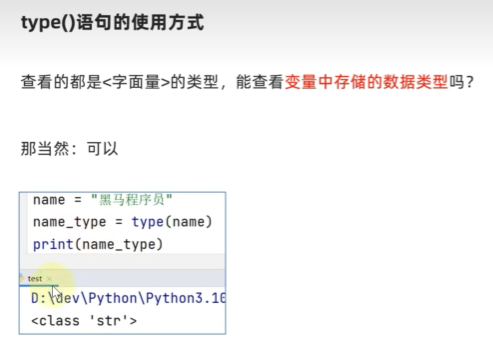 type()语句的使用方式
查看的都是<字面量>的类型，能查看变量中存储的数据类型吗？
那当然：可以
name = "黑马程序员"
name_type = type(name)
print(name_type)
test
D:\dev\Python\Python3.10
<class 'str'>